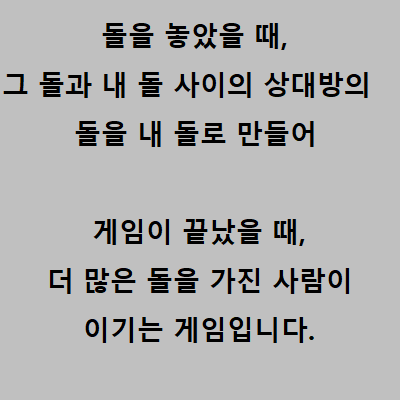 돌을 놓았을 때,
그 돌과 내 돌 사이의 상대방의
돌을 내 돌로 만들어
게임이 끝났을 때,
더 많은 돌을 가진 사람이
이기는 게임입니다.